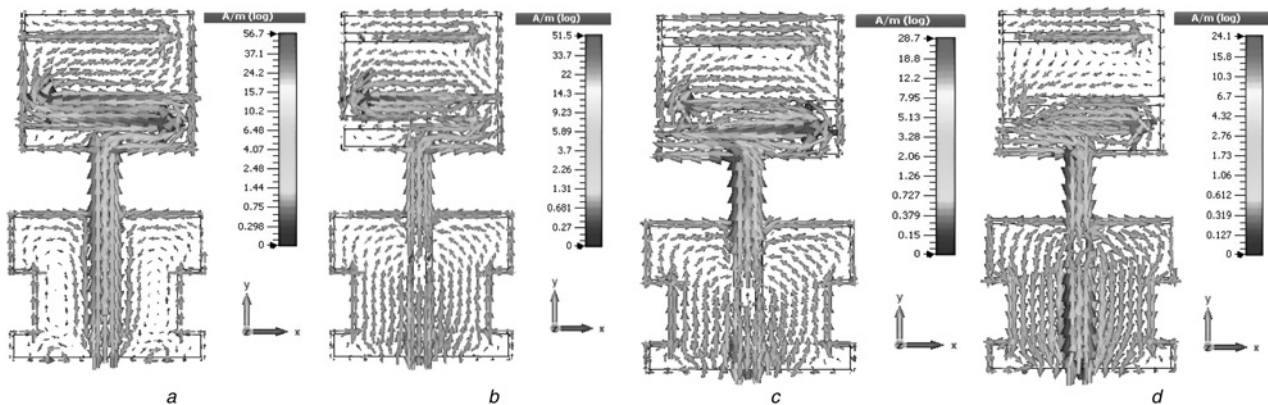 A/m (log)
56.7
37.1
24.2
15.7
10.2
6.48
4.07
2.48
1.44
0.75
0.298
0
y
z
x
a
A/m (log)
51.5
33.7
22
14.3
9.23
5.89
3.7
2.26
1.31
0.681
0.27
0
y
z
x
b
A/m (log)
28.7
18.8
12.2
7.95
5.13
3.28
2.06
1.26
0.727
0.379
0.15
0
y
z
x
c
A/m (log)
24.1
15.8
10.3
6.7
4.32
2.76
1.73
1.06
0.612
0.319
0.127
0
y
z
x
d